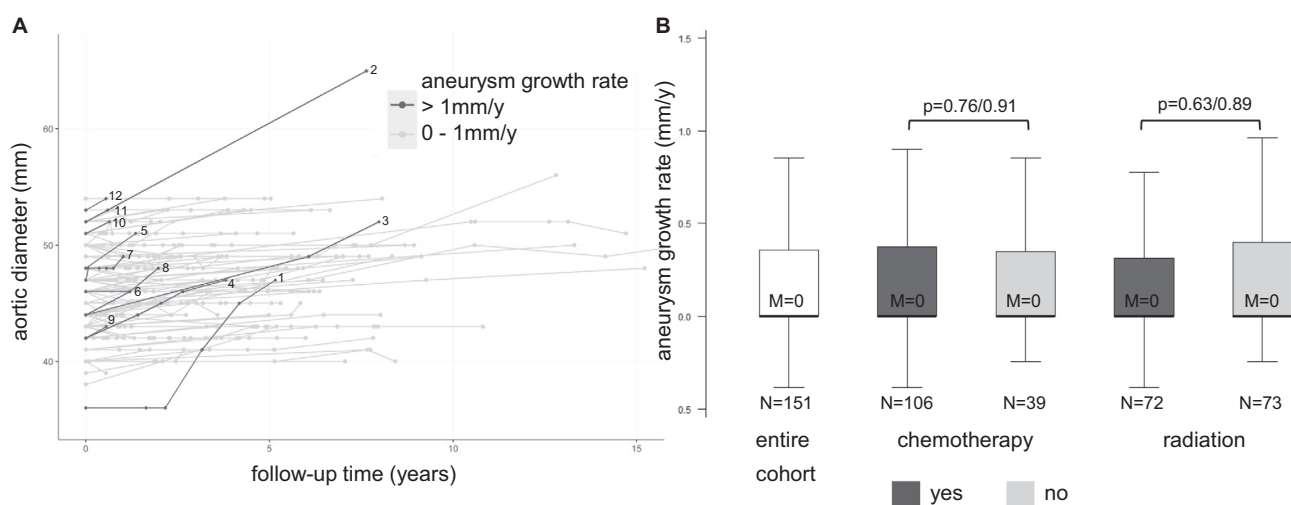 A
aortic diameter (mm)
60
50
40
0
5
10
15
follow-up time (years)
aneurysm growth rate
> 1mm/y
0 - 1mm/y
2
12
11
10
5
3
7
8
4
1
6
9
B
aneurysm growth rate (mm/y)
1.5
1.0
0.5
0.0
0.5
p=0.76/0.91
p=0.63/0.89
M=0
M=0
M=0
M=0
M=0
N=151
N=106
N=39
N=72
N=73
entire
cohort
chemotherapy
radiation
yes
no